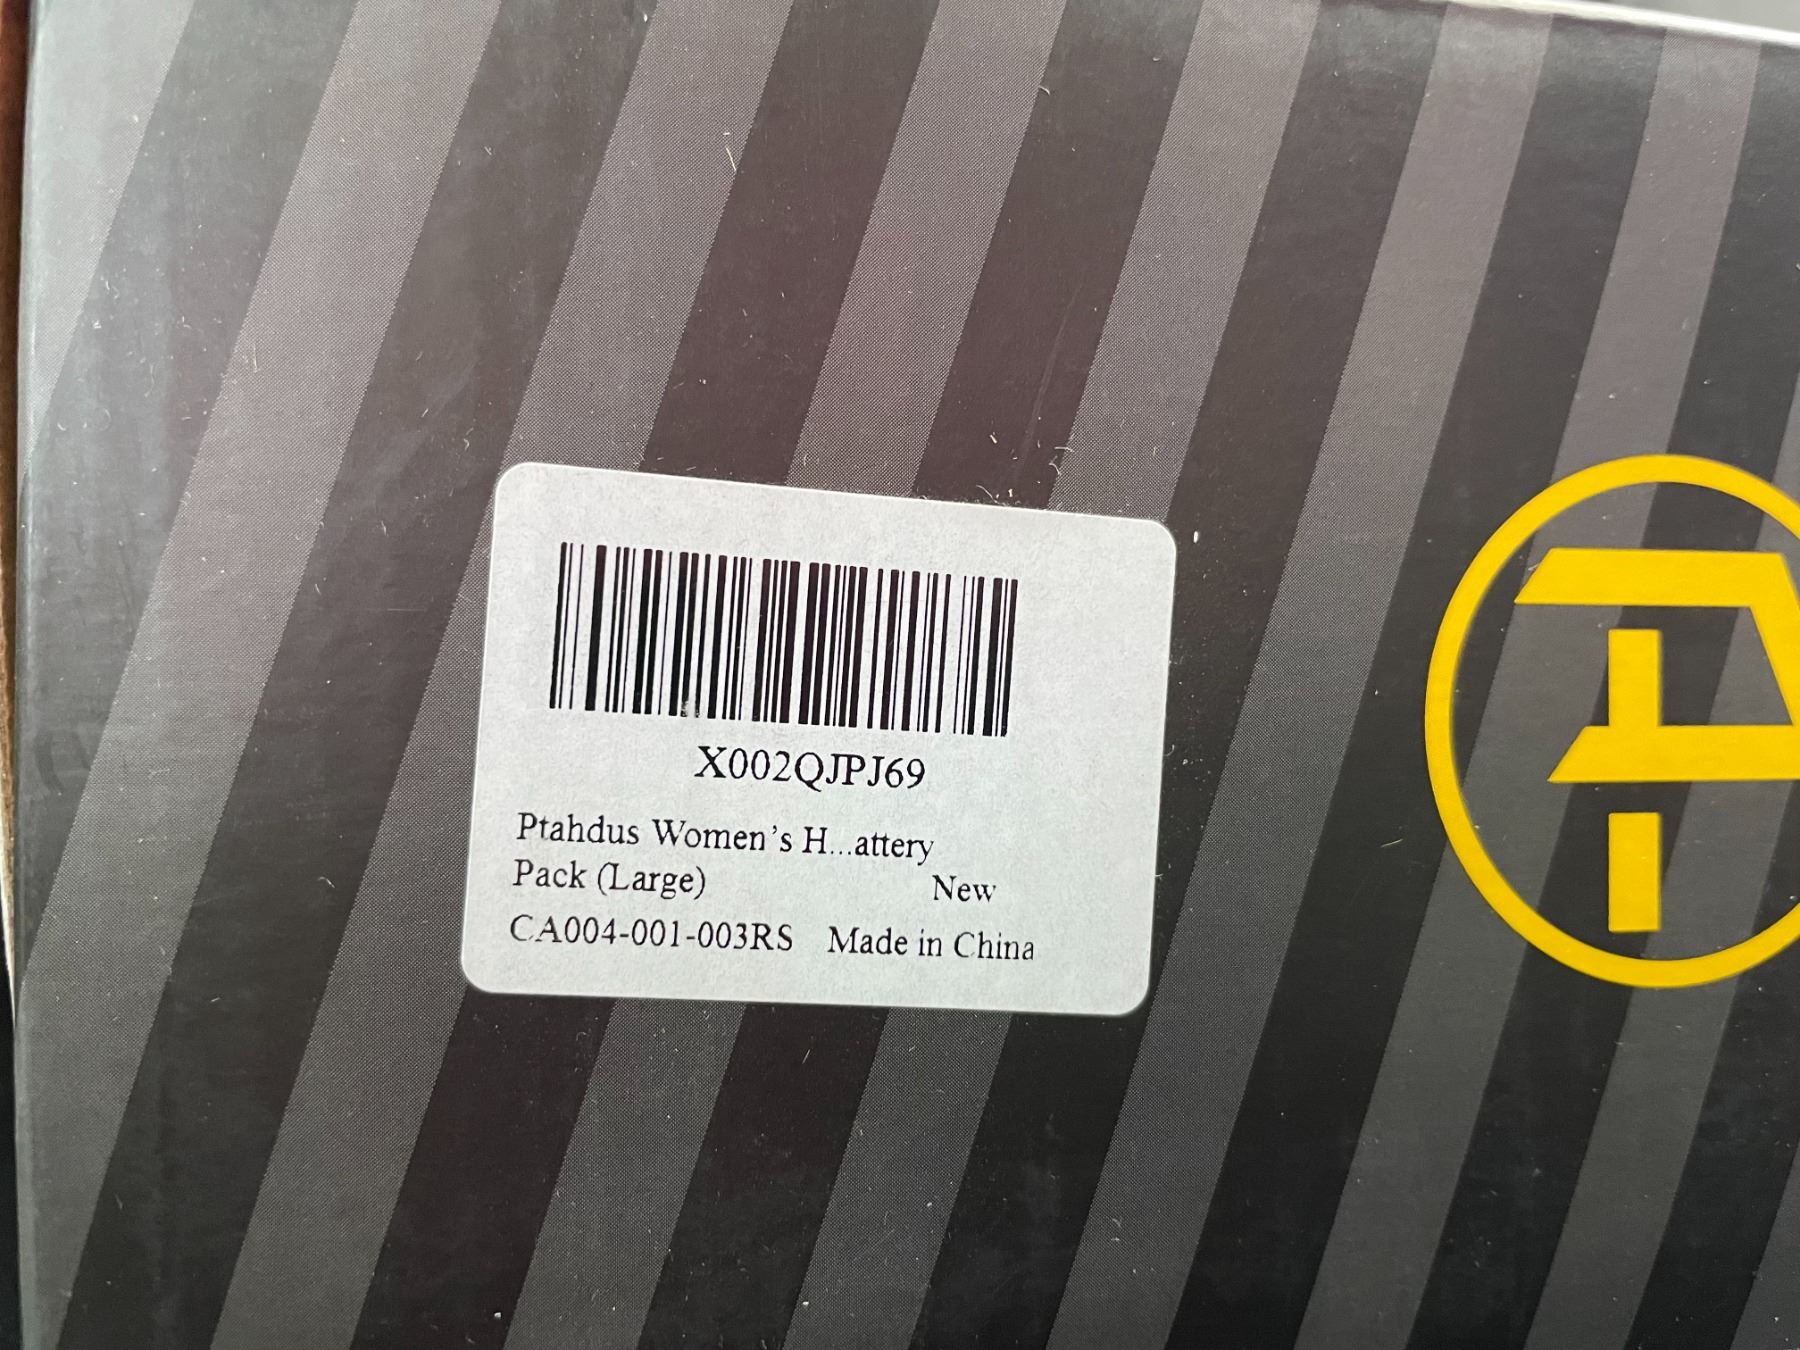 X002QJPJ69
Ptahdus Women's H...attery
Pack (Large)
New
CA004-001-003RS Made in China